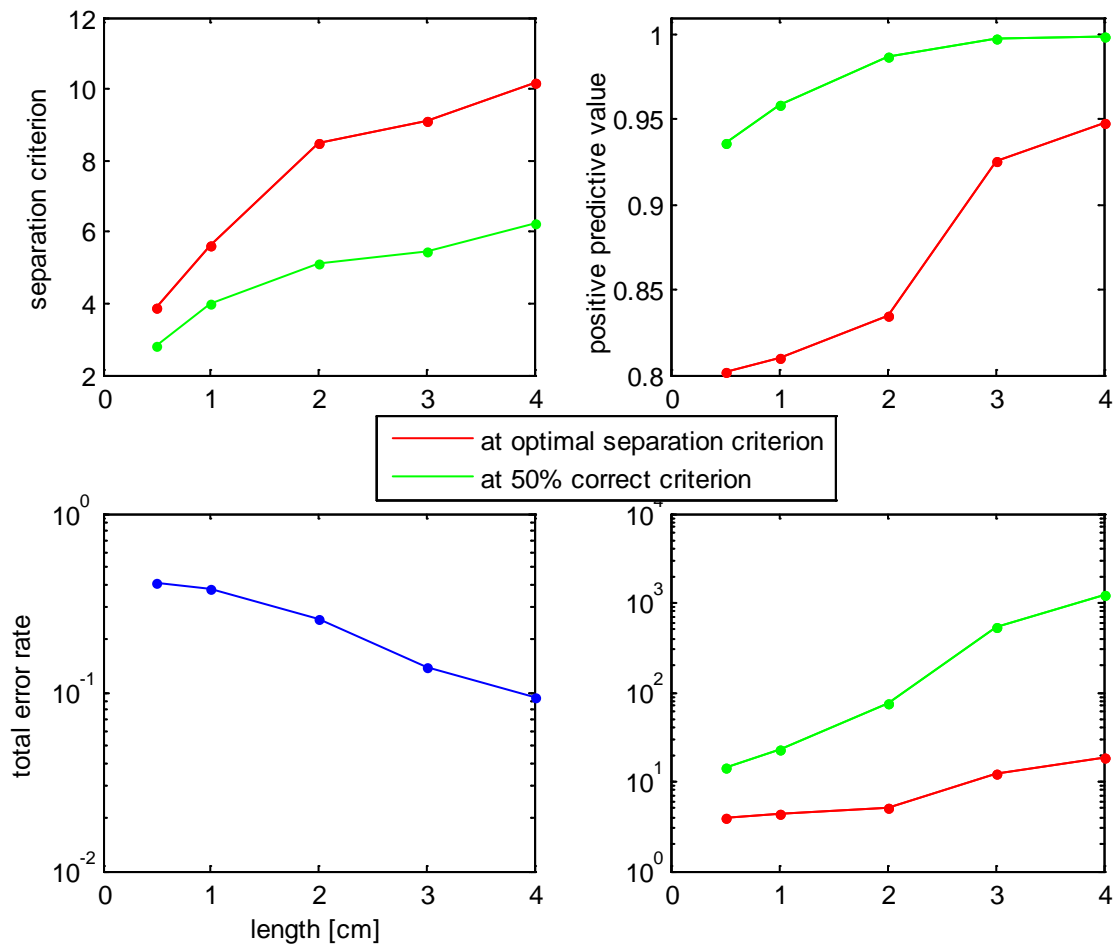 12
10
8
6
4
2
separation criterion
0 1 2 3 4
1
0.95
0.9
0.85
0.8
positive predictive value
0 1 2 3 4
at optimal separation criterion
at 50% correct criterion
10^0
10^-1
10^-2
total error rate
0 1 2 3 4
length [cm]
10^4
10^3
10^2
10^1
10^0
0 1 2 3 4